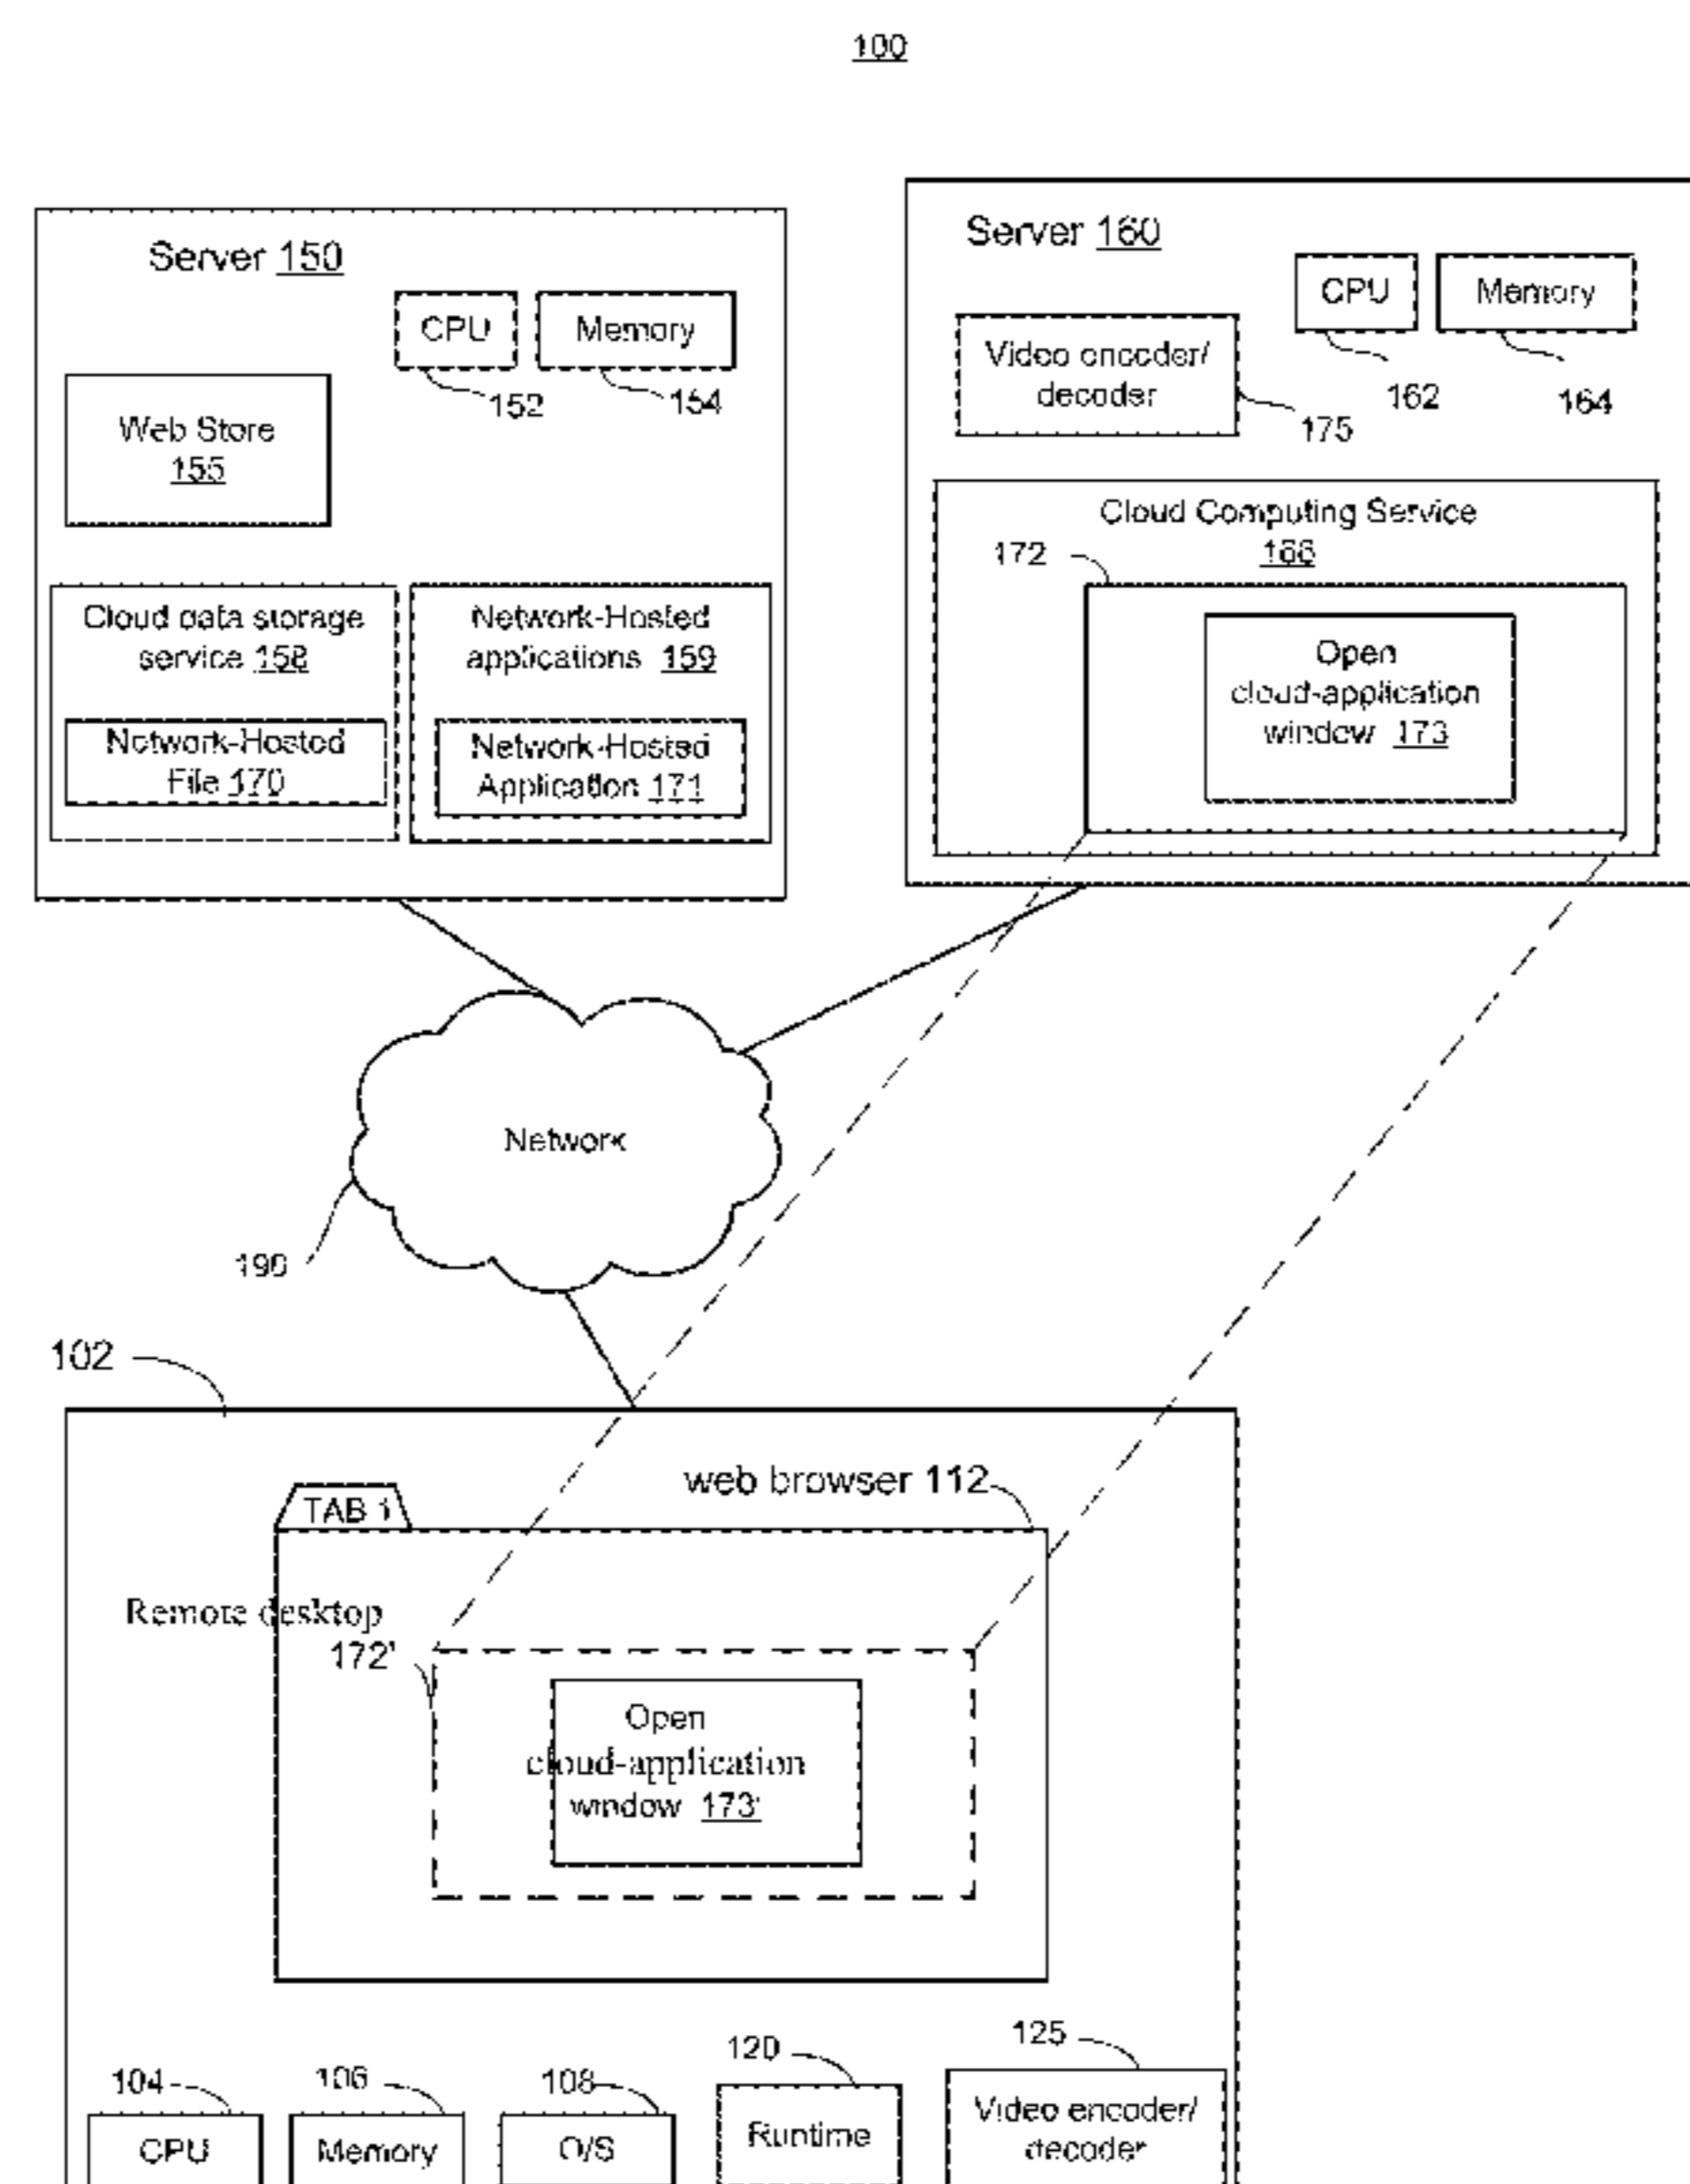 100
Server 150
CPU
Memory
152
154
Web Store
155
Cloud data storage
service 158
Network-Hosted
File 170
Network-Hosted
applications 159
Network-Hosted
Application 171
Server 160
CPU
Memory
162
164
Video encoder/
decoder
175
Cloud Computing Service
166
172
Open
cloud-application
window 173
Network
190
102
web browser 112
TAB 1
Remote desktop
172'
Open
cloud-application
window 173'
104
CPU
106
Memory
108
O/S
120
Runtime
125
Video encoder/
decoder